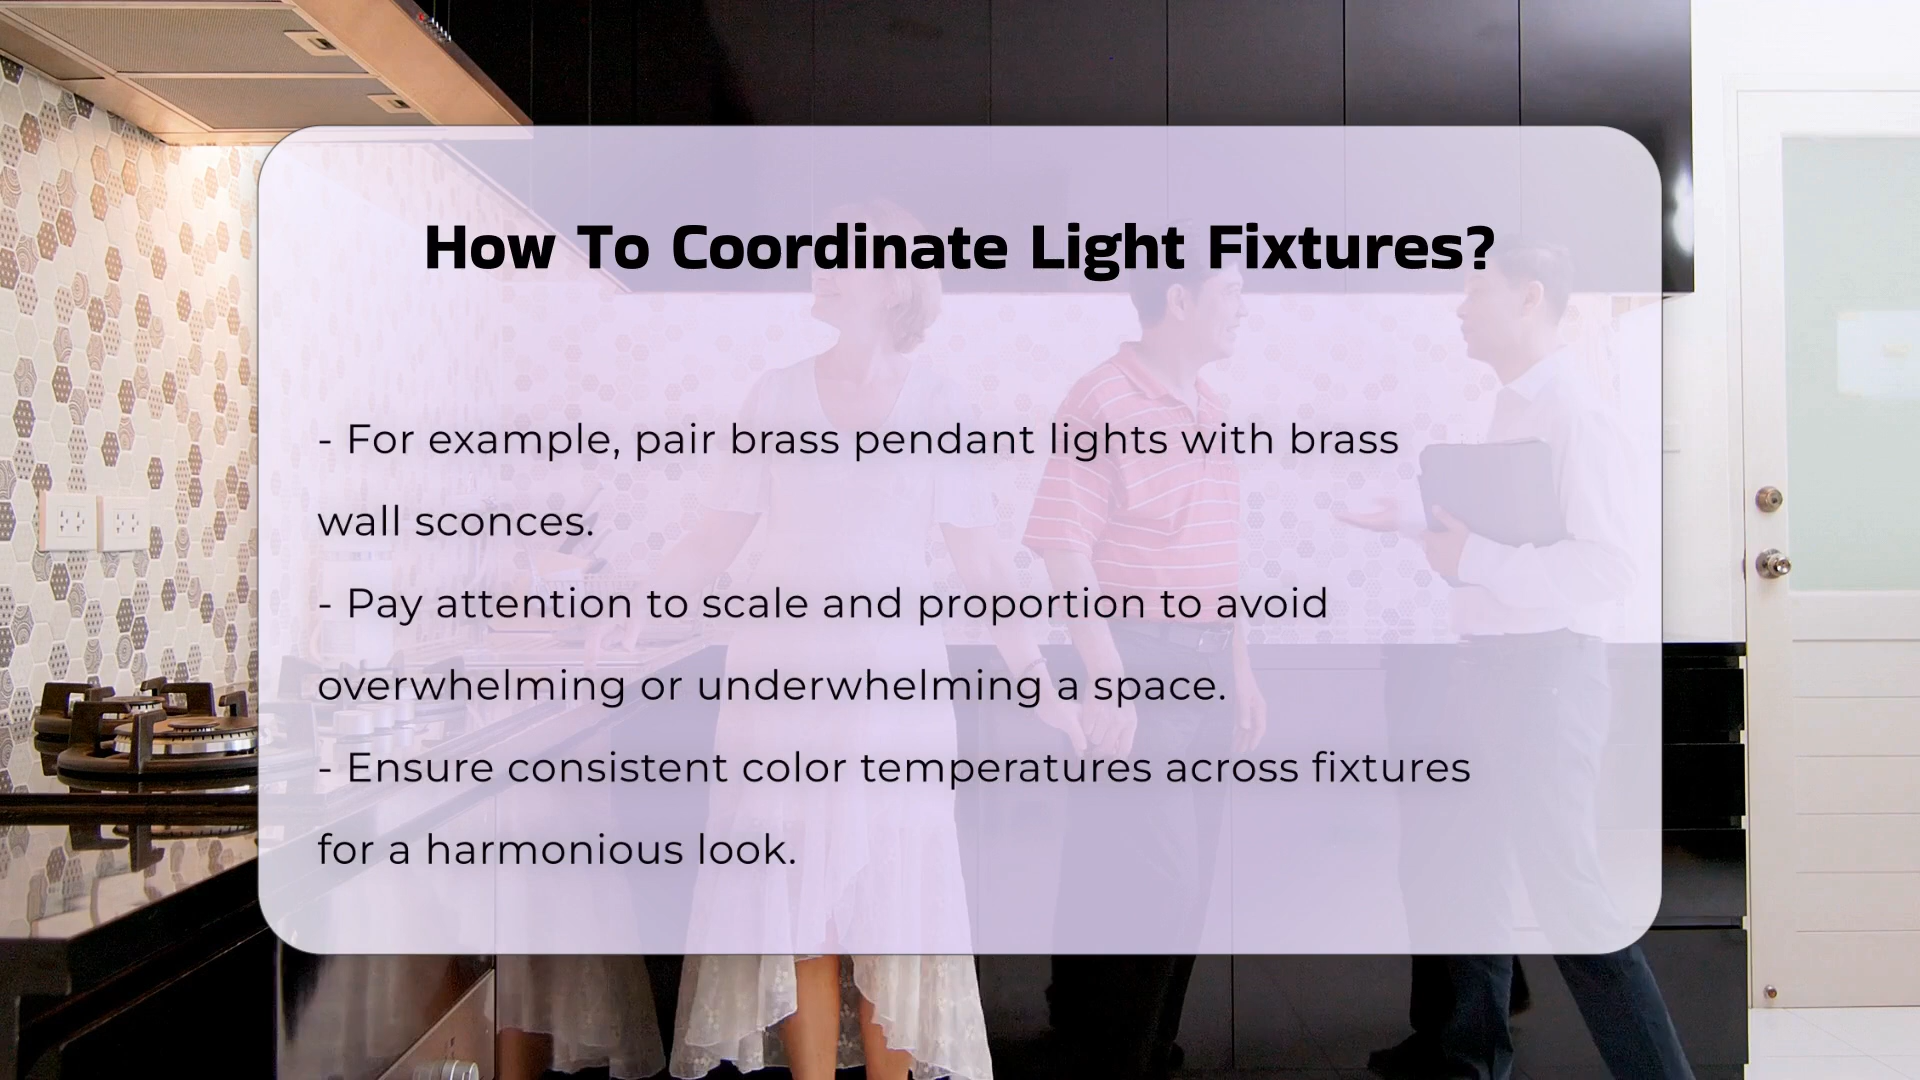 How To Coordinate Light Fixtures?
- For example, pair brass pendant lights with brass
wall sconces.
- Pay attention to scale and proportion to avoid
overwhelming or underwhelming a space.
- Ensure consistent color temperatures across fixtures
for a harmonious look.